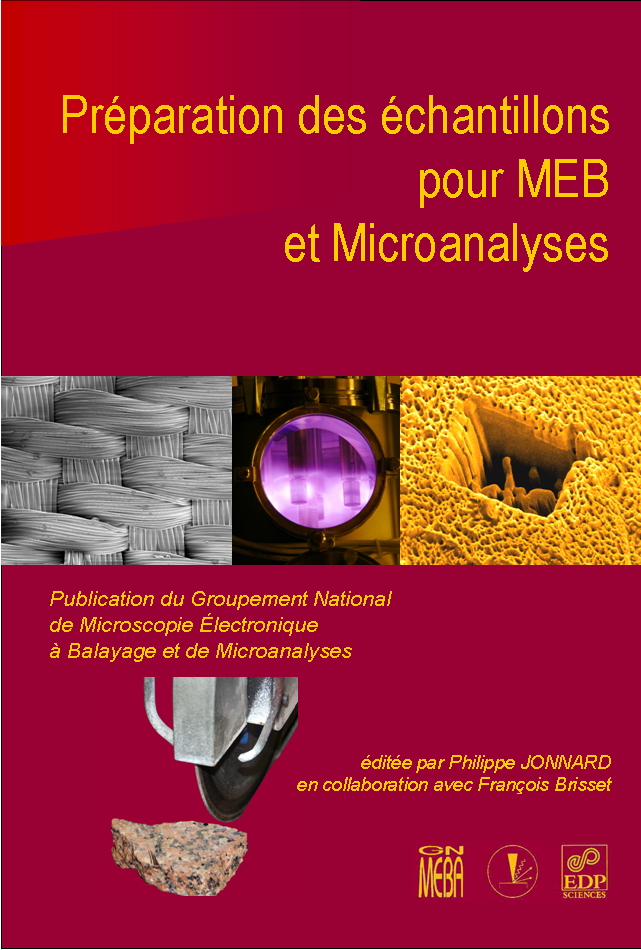 Préparation des échantillons
pour MEB
et Microanalyses
Publication du Groupement National
de Microscopie Électronique
à Balayage et de Microanalyses
éditée par Philippe JONNARD
en collaboration avec François Brisset
GN
MEBA
EDP
SCIENCES